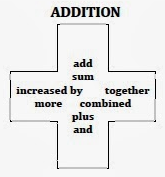 ADDITION
add
sum
increased by together
more combined
plus
and